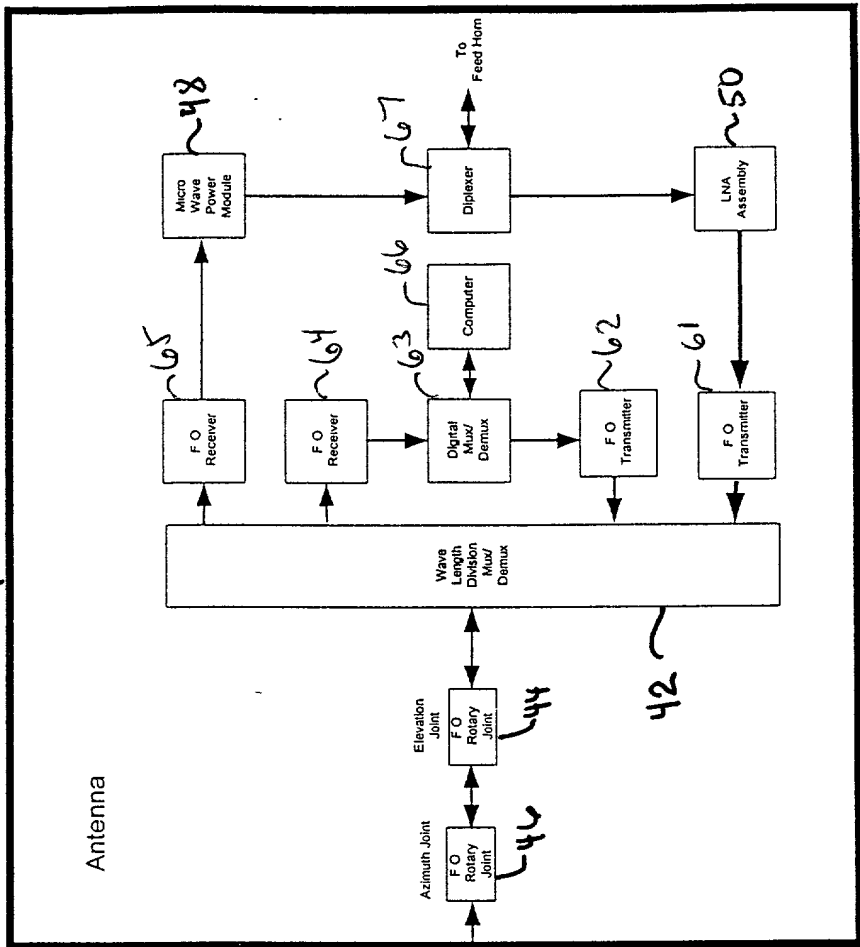 Antenna
Azimuth Joint
F O
Rotary
Joint
46
Elevation
Joint
F O
Rotary
Joint
44
Wave
Length
Division
Mux/
Demux
42
F O
Receiver
65
F O
Receiver
64
Digital
Mux/
Demux
63
F O
Transmitter
62
F O
Transmitter
61
Computer
66
Micro
Wave
Power
Module
48
Diplexer
67
LNA
Assembly
50
To
Feed Horn